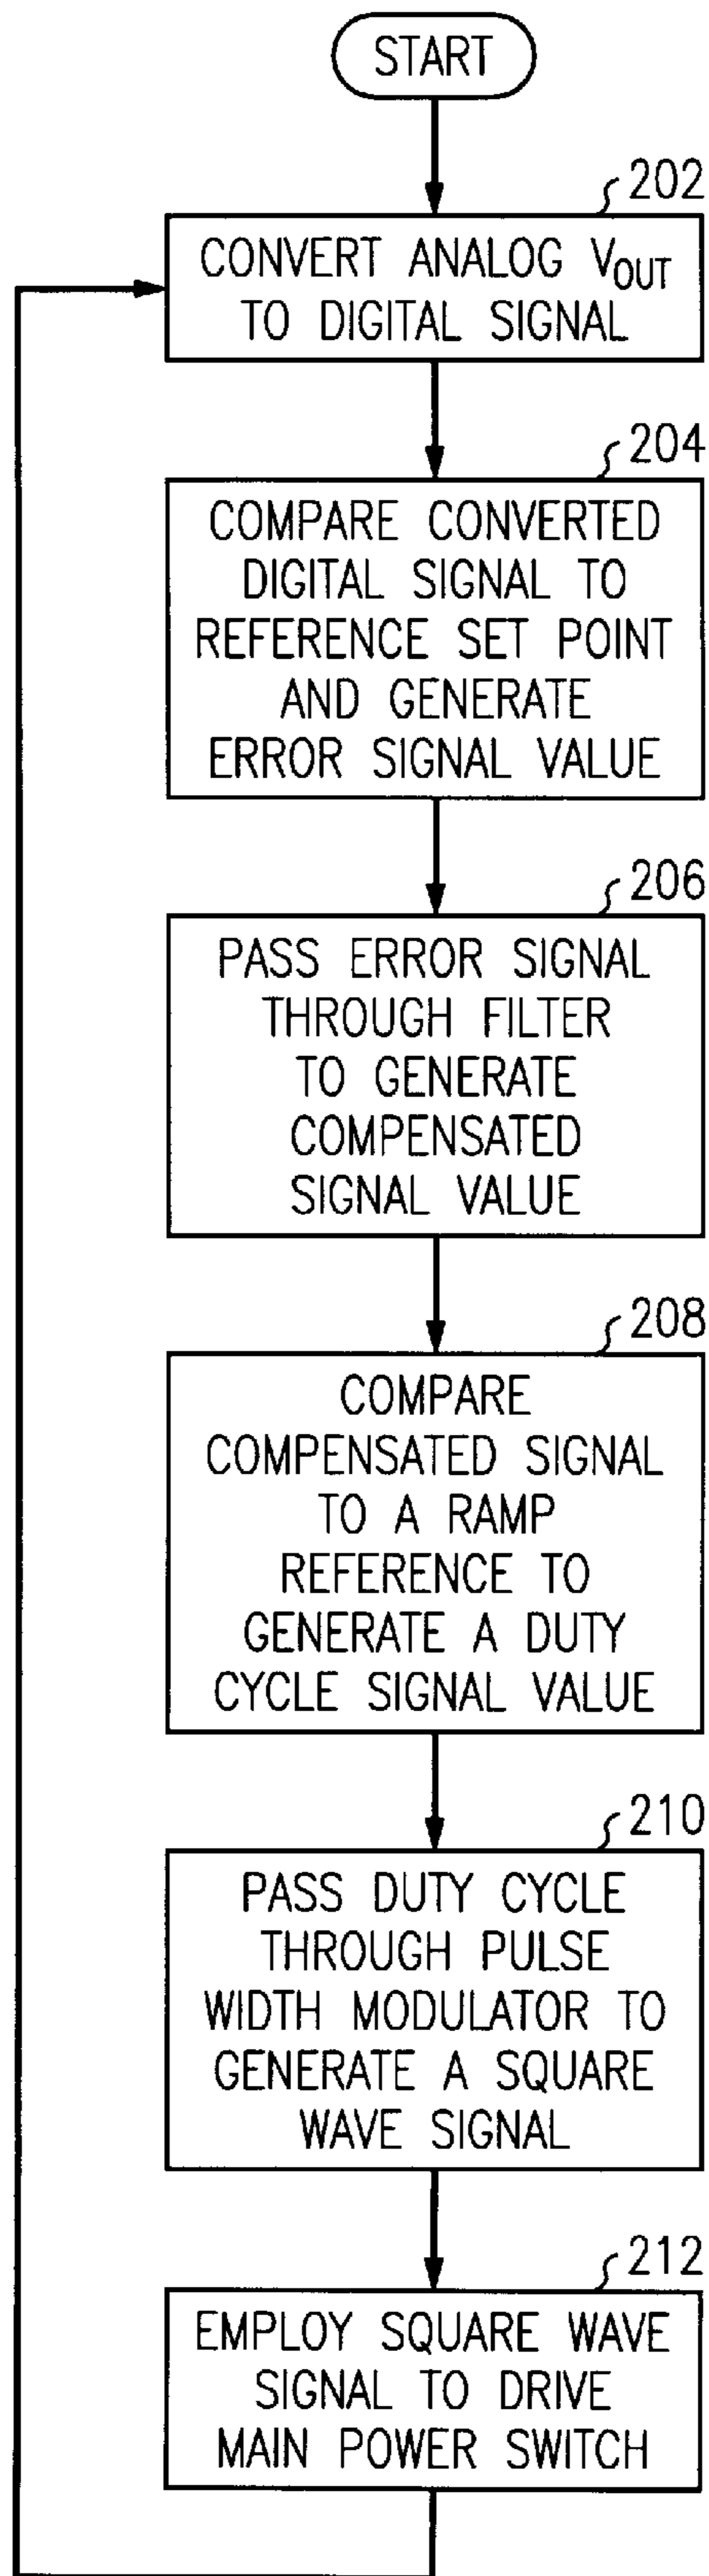 START
202
CONVERT ANALOG VOUT
TO DIGITAL SIGNAL
204
COMPARE CONVERTED
DIGITAL SIGNAL TO
REFERENCE SET POINT
AND GENERATE
ERROR SIGNAL VALUE
206
PASS ERROR SIGNAL
THROUGH FILTER
TO GENERATE
COMPENSATED
SIGNAL VALUE
208
COMPARE
COMPENSATED SIGNAL
TO A RAMP
REFERENCE TO
GENERATE A DUTY
CYCLE SIGNAL VALUE
210
PASS DUTY CYCLE
THROUGH PULSE
WIDTH MODULATOR TO
GENERATE A SQUARE
WAVE SIGNAL
212
EMPLOY SQUARE WAVE
SIGNAL TO DRIVE
MAIN POWER SWITCH